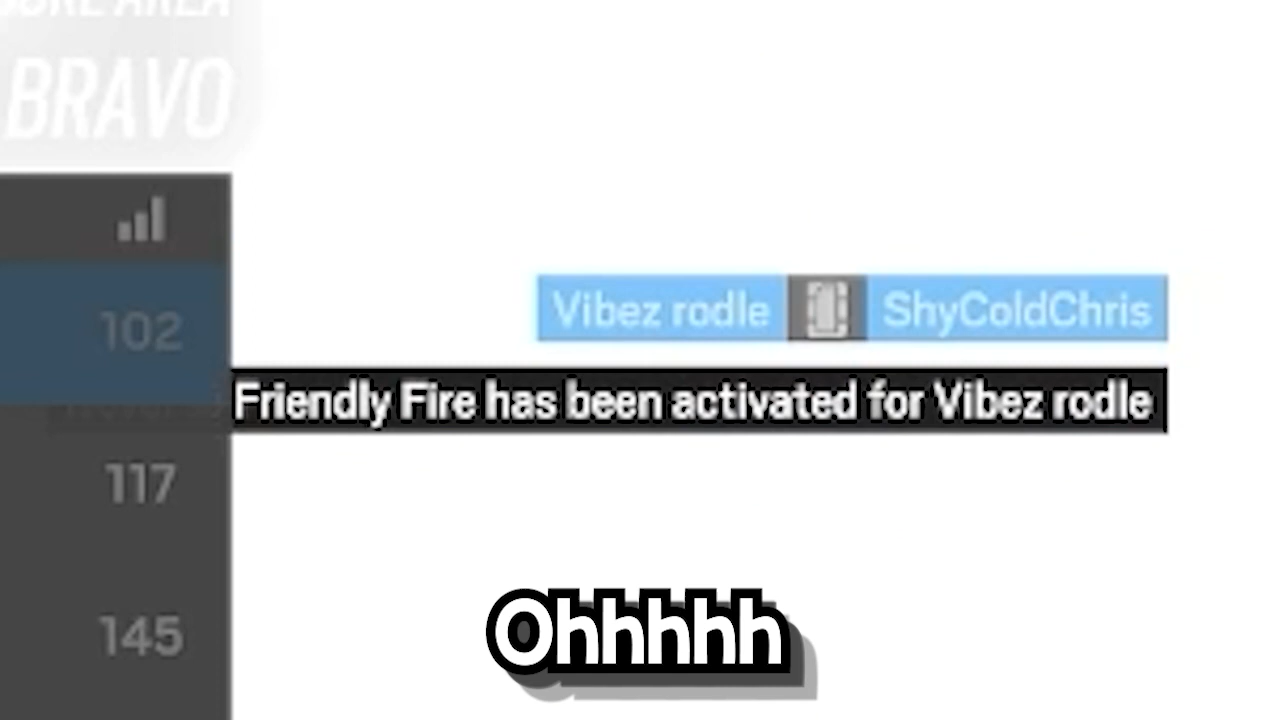 BRAVO
102
Vibez rodle ShyColdChris
Friendly Fire has been activated for Vibez rodle
117
145
Ohhhhh